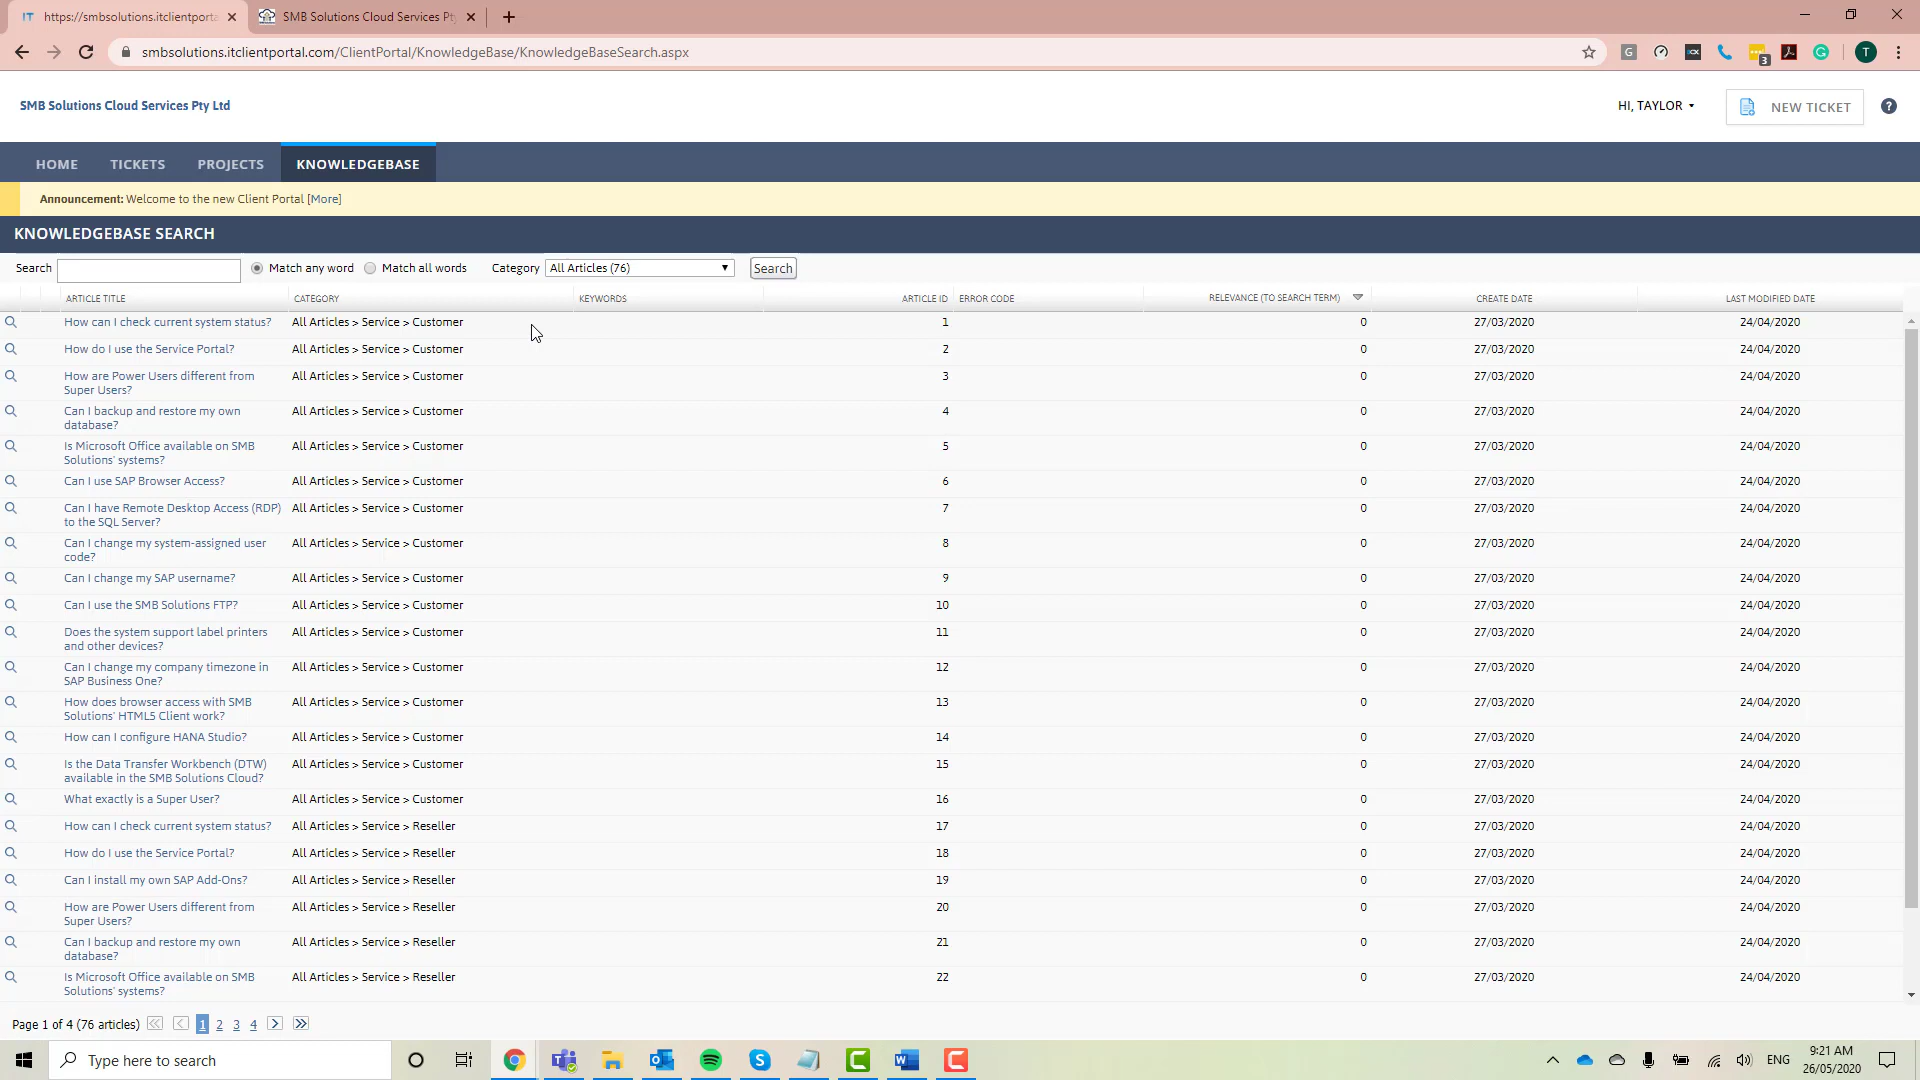 https://smbsolutions.itclientporta
SMB Solutions Cloud Services Pty
smbsolutions.itclientportal.com/ClientPortal/KnowledgeBase/KnowledgeBaseSearch.aspx
3
T
SMB Solutions Cloud Services Pty Ltd
HI, TAYLOR
NEW TICKET
?
HOME TICKETS PROJECTS KNOWLEDGEBASE
Announcement: Welcome to the new Client Portal [More]
KNOWLEDGEBASE SEARCH
Search Match any word Match all words Category All Articles (76) Search
ARTICLE TITLE CATEGORY KEYWORDS ARTICLE ID ERROR CODE RELEVANCE (TO SEARCH TERM) CREATE DATE LAST MODIFIED DATE
How can I check current system status? All Articles > Service > Customer 1 0 27/03/2020 24/04/2020
How do I use the Service Portal? All Articles > Service > Customer 2 0 27/03/2020 24/04/2020
How are Power Users different from All Articles > Service > Customer 3 0 27/03/2020 24/04/2020
Super Users?
Can I backup and restore my own All Articles > Service > Customer 4 0 27/03/2020 24/04/2020
database?
Is Microsoft Office available on SMB All Articles > Service > Customer 5 0 27/03/2020 24/04/2020
Solutions' systems?
Can I use SAP Browser Access? All Articles > Service > Customer 6 0 27/03/2020 24/04/2020
Can I have Remote Desktop Access (RDP) All Articles > Service > Customer 7 0 27/03/2020 24/04/2020
to the SQL Server?
Can I change my system-assigned user All Articles > Service > Customer 8 0 27/03/2020 24/04/2020
code?
Can I change my SAP username? All Articles > Service > Customer 9 0 27/03/2020 24/04/2020
Can I use the SMB Solutions FTP? All Articles > Service > Customer 10 0 27/03/2020 24/04/2020
Does the system support label printers All Articles > Service > Customer 11 0 27/03/2020 24/04/2020
and other devices?
Can I change my company timezone in All Articles > Service > Customer 12 0 27/03/2020 24/04/2020
SAP Business One?
How does browser access with SMB All Articles > Service > Customer 13 0 27/03/2020 24/04/2020
Solutions' HTML5 Client work?
How can I configure HANA Studio? All Articles > Service > Customer 14 0 27/03/2020 24/04/2020
Is the Data Transfer Workbench (DTW) All Articles > Service > Customer 15 0 27/03/2020 24/04/2020
available in the SMB Solutions Cloud?
What exactly is a Super User? All Articles > Service > Customer 16 0 27/03/2020 24/04/2020
How can I check current system status? All Articles > Service > Reseller 17 0 27/03/2020 24/04/2020
How do I use the Service Portal? All Articles > Service > Reseller 18 0 27/03/2020 24/04/2020
Can I install my own SAP Add-Ons? All Articles > Service > Reseller 19 0 27/03/2020 24/04/2020
How are Power Users different from All Articles > Service > Reseller 20 0 27/03/2020 24/04/2020
Super Users?
Can I backup and restore my own All Articles > Service > Reseller 21 0 27/03/2020 24/04/2020
database?
Is Microsoft Office available on SMB All Articles > Service > Reseller 22 0 27/03/2020 24/04/2020
Solutions' systems?
Page 1 of 4 (76 articles) 1 2 3 4
Type here to search
ENG
9:21 AM
26/05/2020